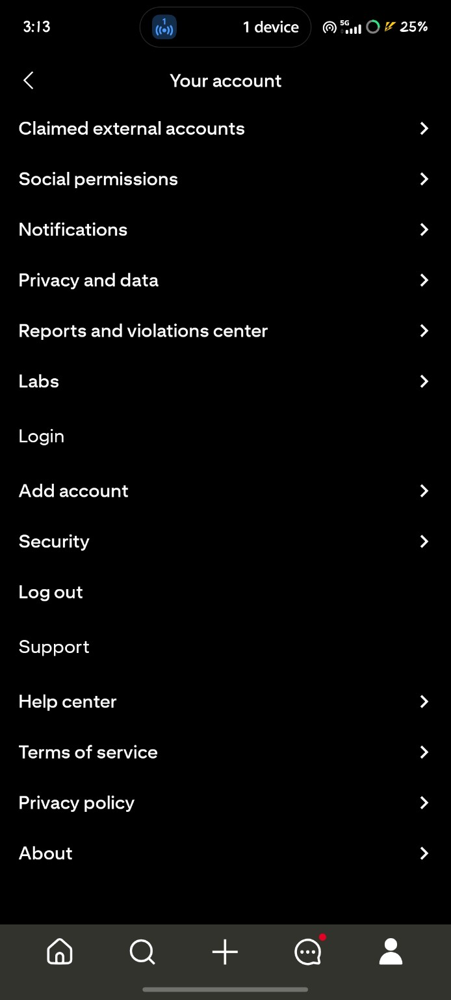 3:13
1
1 device
5G
25%
Your account
Claimed external accounts
Social permissions
Notifications
Privacy and data
Reports and violations center
Labs
Login
Add account
Security
Log out
Support
Help center
Terms of service
Privacy policy
About